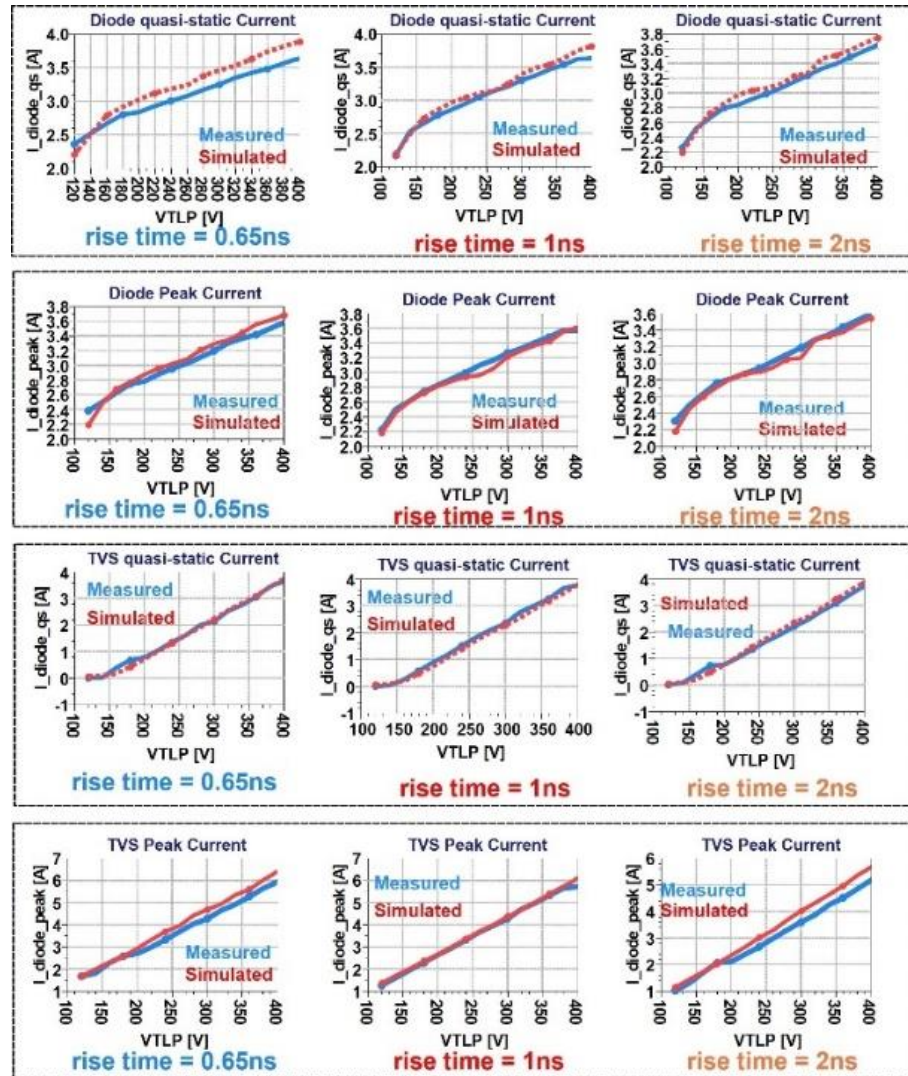 Diode quasi-static Current
I_diode_qs [A]
4.0
3.5
3.0
2.5
2.0
Measured
Simulated
120 140 160 180 200 220 240 260 280 300 320 340 360 380 400
VTLP [V]
rise time = 0.65ns
Diode quasi-static Current
I_diode_qs [A]
4.0
3.5
3.0
2.5
2.0
Measured
Simulated
100 150 200 250 300 350 400
VTLP [V]
rise time = 1ns
Diode quasi-static Current
I_diode_qs [A]
3.8
3.6
3.4
3.2
3.0
2.8
2.6
2.4
2.2
Measured
Simulated
100 150 200 250 300 350 400
VTLP [V]
rise time = 2ns
Diode Peak Current
I_diode_peak [A]
3.8
3.6
3.4
3.2
3.0
2.8
2.6
2.4
2.2
2.0
Measured
Simulated
100 150 200 250 300 350 400
VTLP [V]
rise time = 0.65ns
Diode Peak Current
I_diode_peak [A]
3.8
3.6
3.4
3.2
3.0
2.8
2.6
2.4
2.2
2.0
Measured
Simulated
100 150 200 250 300 350 400
VTLP [V]
rise time = 1ns
Diode Peak Current
I_diode_peak [A]
3.6
3.4
3.2
3.0
2.8
2.6
2.4
2.2
2.0
Measured
Simulated
100 150 200 250 300 350 400
VTLP [V]
rise time = 2ns
TVS quasi-static Current
I_diode_qs [A]
4
3
2
1
0
-1
Measured
Simulated
100 150 200 250 300 350 400
VTLP [V]
rise time = 0.65ns
TVS quasi-static Current
I_diode_qs [A]
4
3
2
1
0
-1
Measured
Simulated
100 150 200 250 300 350 400
VTLP [V]
rise time = 1ns
TVS quasi-static Current
I_diode_qs [A]
4
3
2
1
0
-1
Simulated
Measured
100 150 200 250 300 350 400
VTLP [V]
rise time = 2ns
TVS Peak Current
I_diode_peak [A]
7
6
5
4
3
2
1
Measured
Simulated
100 150 200 250 300 350 400
VTLP [V]
rise time = 0.65ns
TVS Peak Current
I_diode_peak [A]
7
6
5
4
3
2
1
Measured
Simulated
100 150 200 250 300 350 400
VTLP [V]
rise time = 1ns
TVS Peak Current
I_diode_peak [A]
6
5
4
3
2
1
Measured
Simulated
100 150 200 250 300 350 400
VTLP [V]
rise time = 2ns